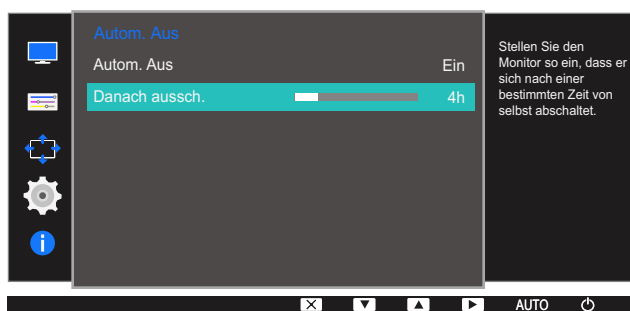 Autom. Aus
Autom. Aus Ein
Danach aussch. 4h
Stellen Sie den
Monitor so ein, dass er
sich nach einer
bestimmten Zeit von
selbst abschaltet.
AUTO